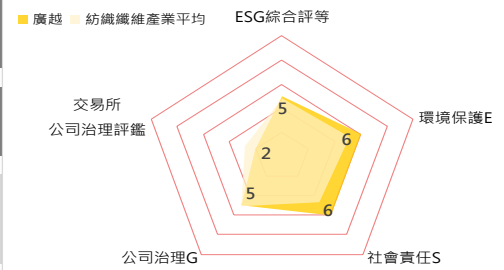 廣越 紡織纖維產業平均
ESG綜合評等
5
環境保護E
6
交易所
公司治理評鑑
2
5
6
公司治理G
社會責任S